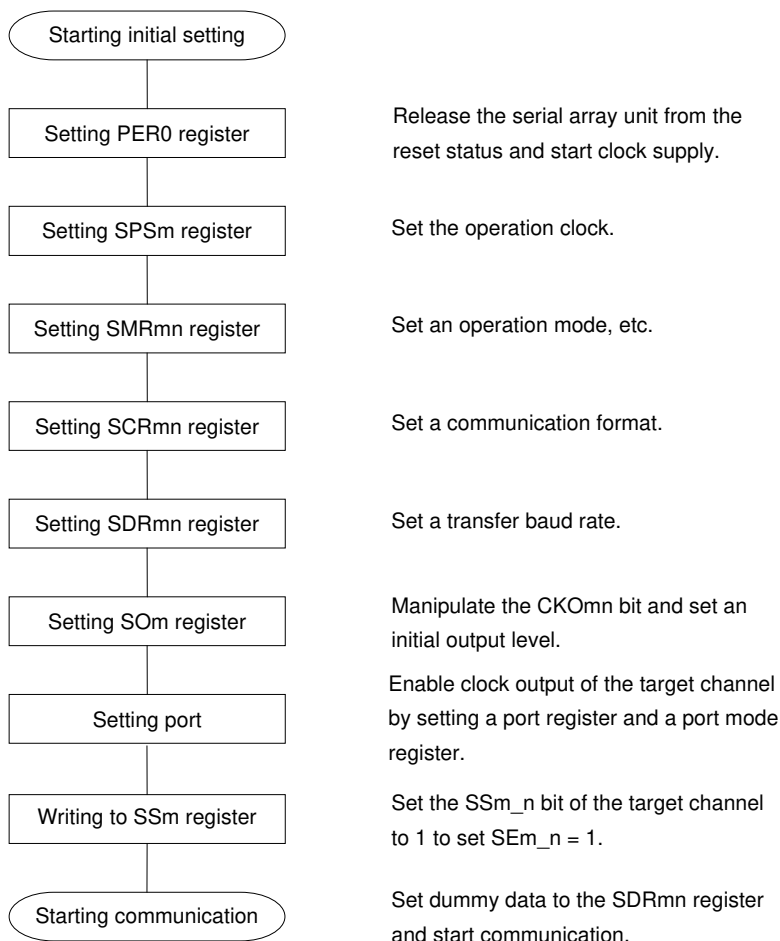 Starting initial setting
Setting PER0 register
Release the serial array unit from the
reset status and start clock supply.
Setting SPSm register
Set the operation clock.
Setting SMRmn register
Set an operation mode, etc.
Setting SCRmn register
Set a communication format.
Setting SDRmn register
Set a transfer baud rate.
Setting SOm register
Manipulate the CKOmn bit and set an
initial output level.
Setting port
Enable clock output of the target channel
by setting a port register and a port mode
register.
Writing to SSm register
Set the SSm_n bit of the target channel
to 1 to set SEm_n = 1.
Starting communication
Set dummy data to the SDRmn register
and start communication.